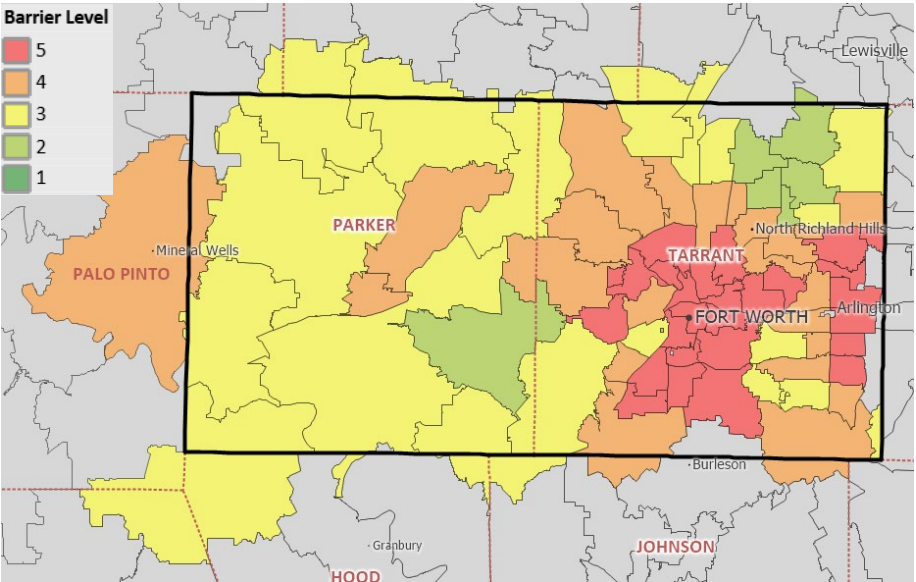 Barrier Level
5
4
3
2
1
Lewisville
PARKER
North Richland Hills
Mineral Wells
TARRANT
PALO PINTO
Arlington
FORT WORTH
Burleson
Granbury
JOHNSON
HOOD